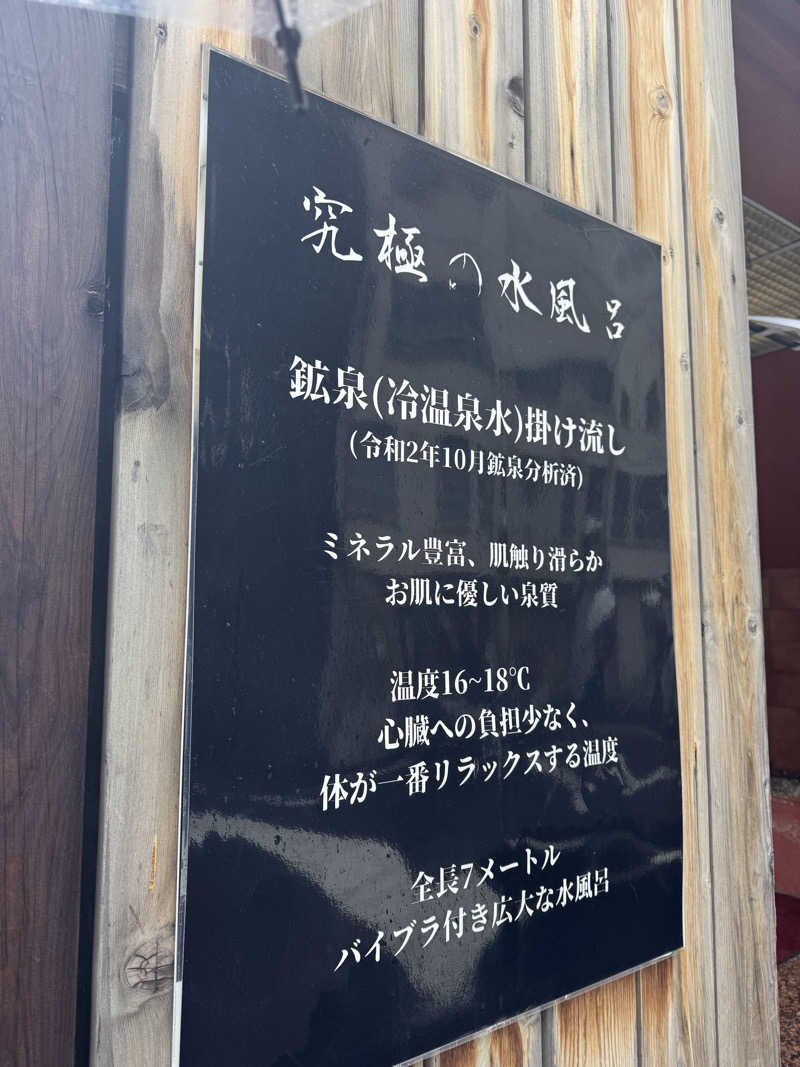 究極の水風呂
鉱泉(冷温泉水)掛け流し
(令和2年10月鉱泉分析済)
ミネラル豊富、肌触り滑らか
お肌に優しい泉質
温度16~18℃
心臓への負担少なく、
体が一番リラックスする温度
全長7メートル
バイブラ付き広大な水風呂